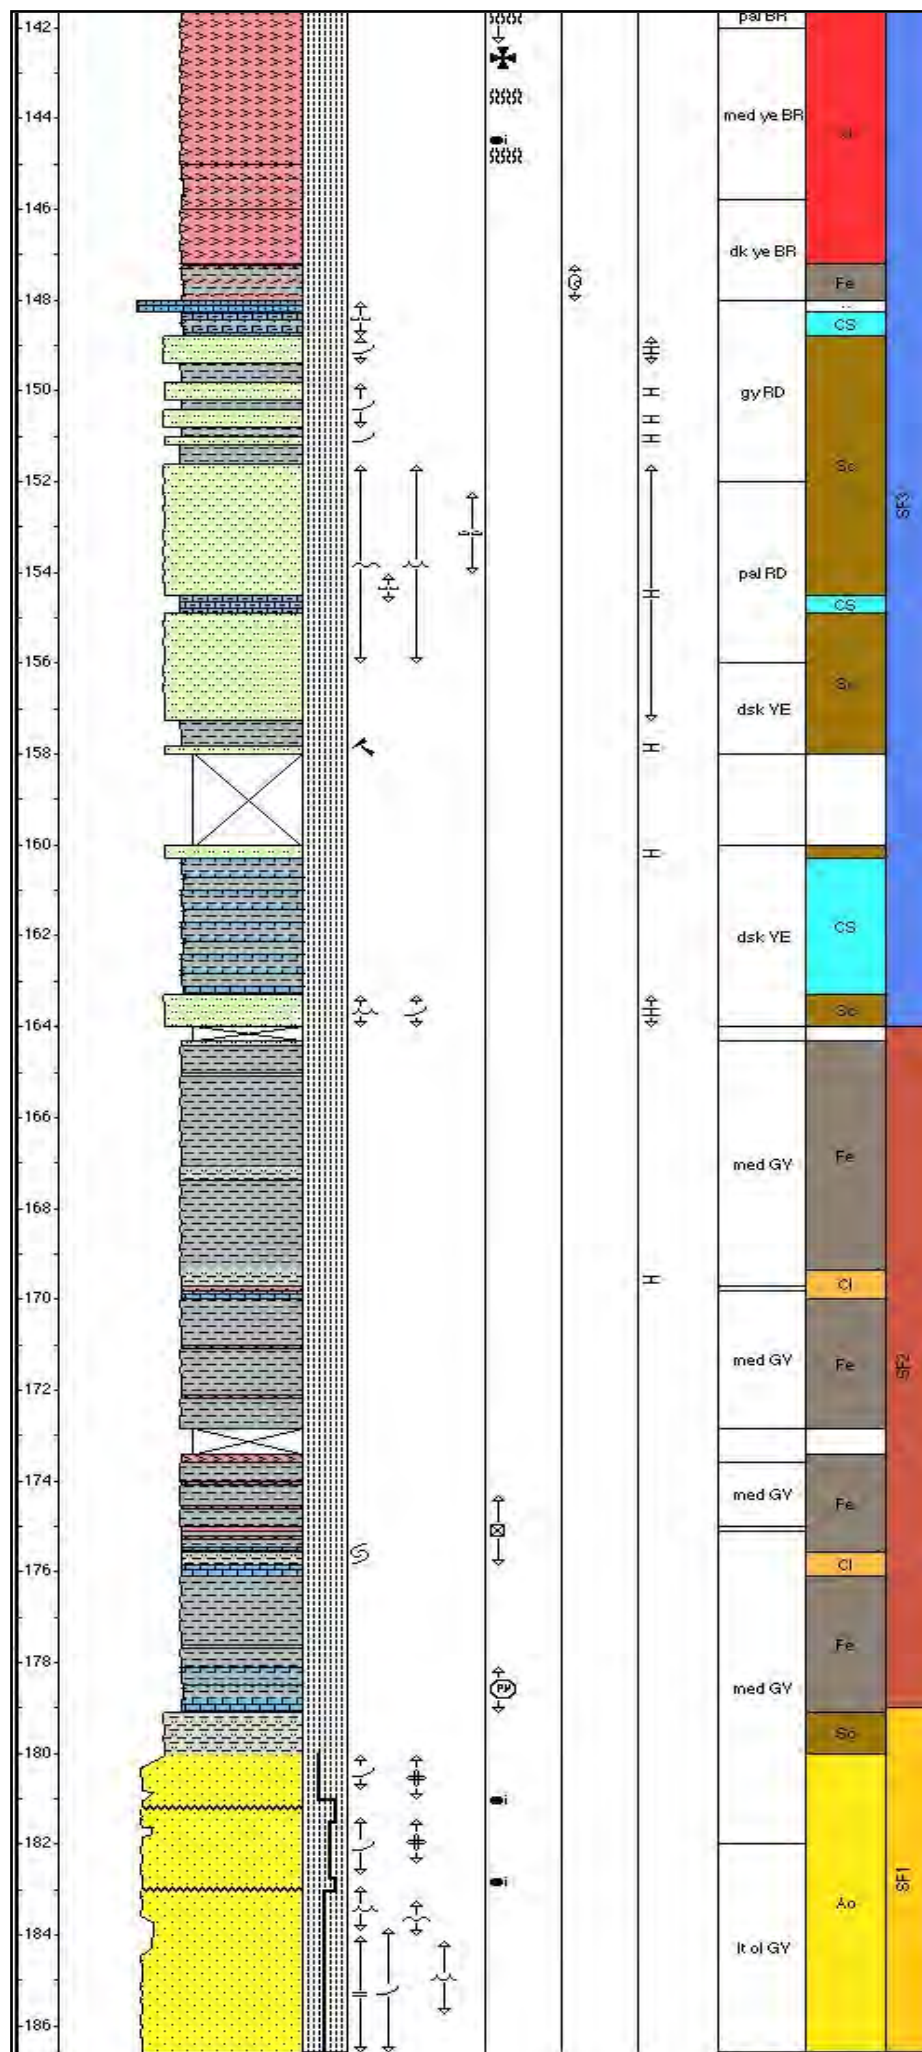 -142
pal BR
-144
med ye BR
-146
dk ye BR
Fe
-148
CS
-150
gy RD
-152
Sc
SF3
-154
pal RD
CS
-156
Sc
dsk YE
-158
-160
-162
dsk YE
CS
Sc
-164
-166
med GY
Fe
-168
CI
-170
med GY
Fe
SF2
-172
-174
med GY
Fe
-176
CI
Fe
-178
med GY
PY
-180
i
-182
i
SF1
Ao
-184
lt ol GY
-186